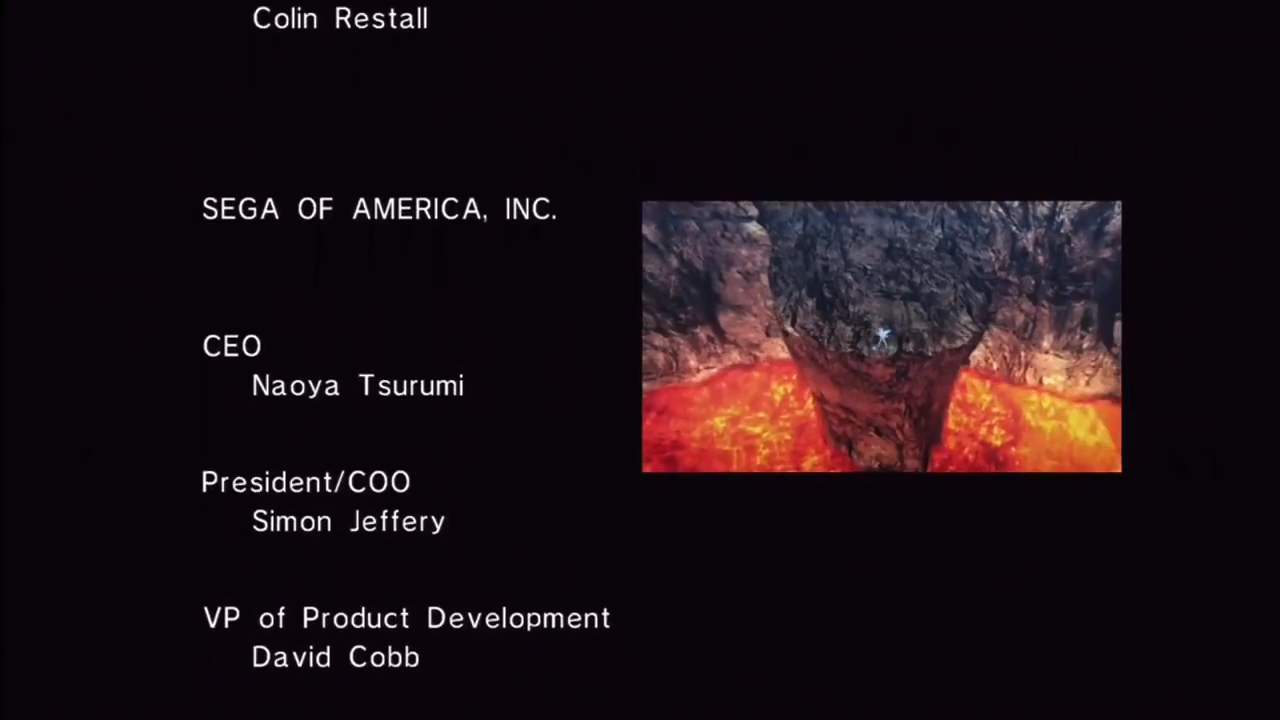 Colin Restall
SEGA OF AMERICA, INC.
CEO
Naoya Tsurumi
President/COO
Simon Jeffery
VP of Product Development
David Cobb